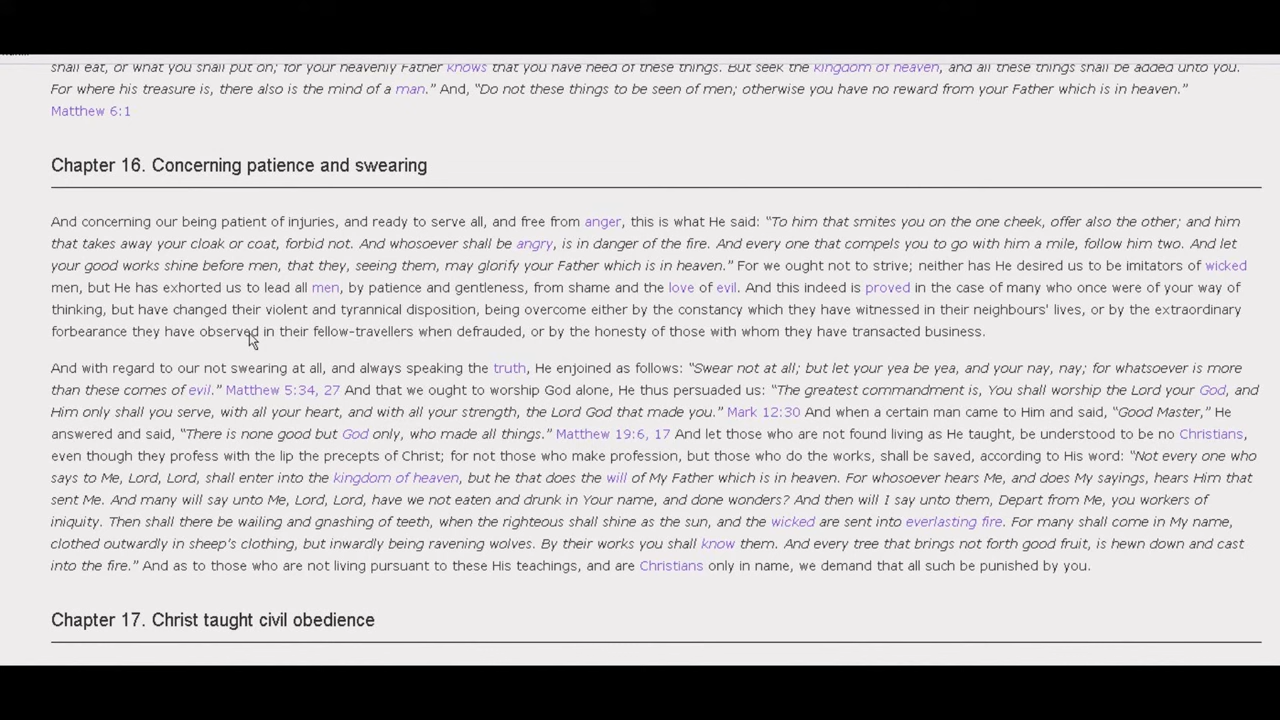 shall eat, or what you shall put on; for your heavenly Father knows that you have need of these things. But seek the kingdom of heaven, and all these things shall be added unto you.
For where his treasure is, there also is the mind of a man.” And, “Do not these things to be seen of men; otherwise you have no reward from your Father which is in heaven.”
Matthew 6:1
Chapter 16. Concerning patience and swearing
And concerning our being patient of injuries, and ready to serve all, and free from anger, this is what He said: “To him that smites you on the one cheek, offer also the other; and him
that takes away your cloak or coat, forbid not. And whosoever shall be angry, is in danger of the fire. And every one that compels you to go with him a mile, follow him two. And let
your good works shine before men, that they, seeing them, may glorify your Father which is in heaven.” For we ought not to strive; neither has He desired us to be imitators of wicked
men, but He has exhorted us to lead all men, by patience and gentleness, from shame and the love of evil. And this indeed is proved in the case of many who once were of your way of
thinking, but have changed their violent and tyrannical disposition, being overcome either by the constancy which they have witnessed in their neighbours' lives, or by the extraordinary
forbearance they have observed in their fellow-travellers when defrauded, or by the honesty of those with whom they have transacted business.
And with regard to our not swearing at all, and always speaking the truth, He enjoined as follows: “Swear not at all; but let your yea be yea, and your nay, nay; for whatsoever is more
than these comes of evil.” Matthew 5:34, 27 And that we ought to worship God alone, He thus persuaded us: “The greatest commandment is, You shall worship the Lord your God, and
Him only shall you serve, with all your heart, and with all your strength, the Lord God that made you.” Mark 12:30 And when a certain man came to Him and said, “Good Master,” He
answered and said, “There is none good but God only, who made all things.” Matthew 19:6, 17 And let those who are not found living as He taught, be understood to be no Christians,
even though they profess with the lip the precepts of Christ; for not those who make profession, but those who do the works, shall be saved, according to His word: “Not every one who
says to Me, Lord, Lord, shall enter into the kingdom of heaven, but he that does the will of My Father which is in heaven. For whosoever hears Me, and does My sayings, hears Him that
sent Me. And many will say unto Me, Lord, Lord, have we not eaten and drunk in Your name, and done wonders? And then will I say unto them, Depart from Me, you workers of
iniquity. Then shall there be wailing and gnashing of teeth, when the righteous shall shine as the sun, and the wicked are sent into everlasting fire. For many shall come in My name,
clothed outwardly in sheep's clothing, but inwardly being ravening wolves. By their works you shall know them. And every tree that brings not forth good fruit, is hewn down and cast
into the fire.” And as to those who are not living pursuant to these His teachings, and are Christians only in name, we demand that all such be punished by you.
Chapter 17. Christ taught civil obedience